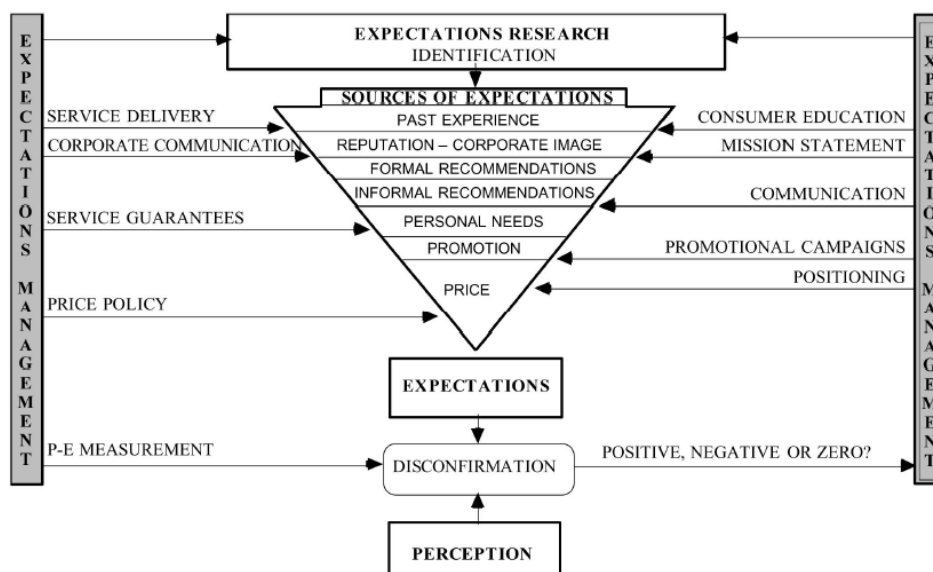 EXPECTATIONS MANAGEMENT
EXPECTATIONS RESEARCH
IDENTIFICATION
SOURCES OF EXPECTATIONS
PAST EXPERIENCE
REPUTATION – CORPORATE IMAGE
FORMAL RECOMMENDATIONS
INFORMAL RECOMMENDATIONS
PERSONAL NEEDS
PROMOTION
PRICE
SERVICE DELIVERY
CORPORATE COMMUNICATION
SERVICE GUARANTEES
PRICE POLICY
P-E MEASUREMENT
CONSUMER EDUCATION
MISSION STATEMENT
COMMUNICATION
PROMOTIONAL CAMPAIGNS
POSITIONING
EXPECTATIONS
DISCONFIRMATION
POSITIVE, NEGATIVE OR ZERO?
PERCEPTION
EXPECTATIONS MANAGEMENT